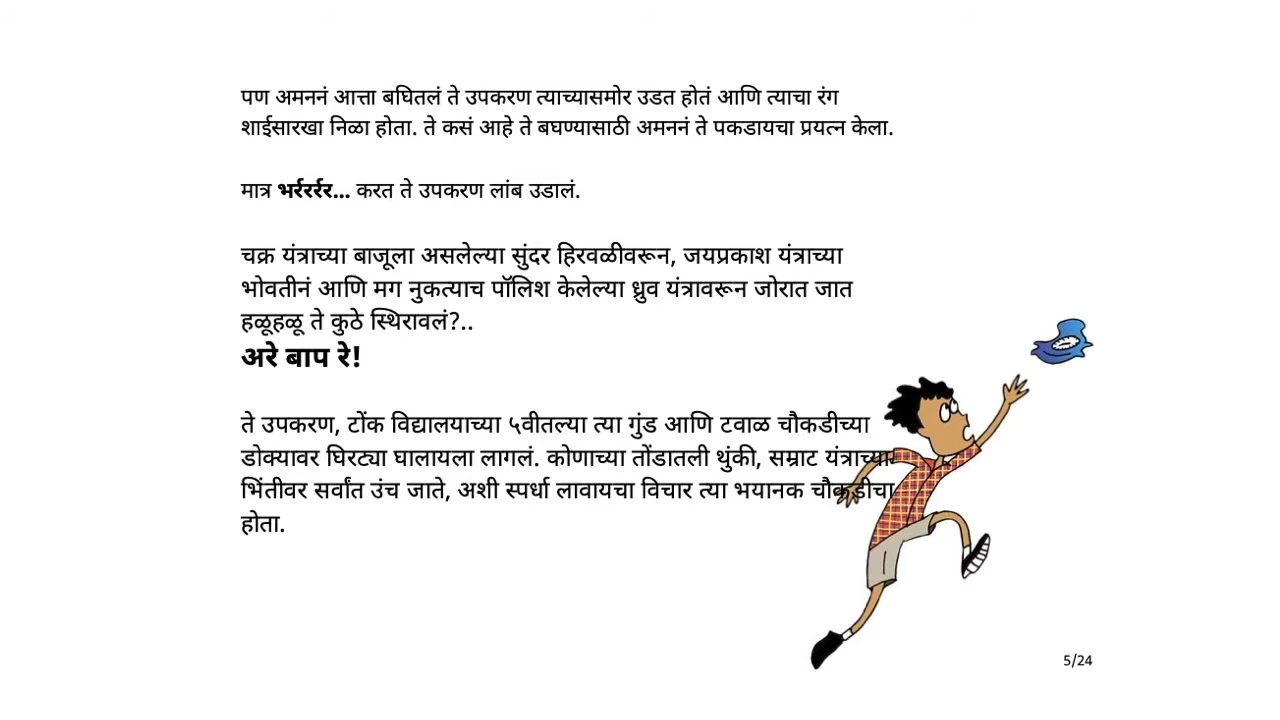 पण अमननं आत्ता बघितलं ते उपकरण त्याच्यासमोर उडत होतं आणि त्याचा रंग
शाईसारखा निळा होता. ते कसं आहे ते बघण्यासाठी अमननं ते पकडायचा प्रयत्न केला.
मात्र भर्रर्रर्रर... करत ते उपकरण लांब उडालं.
चक्र यंत्राच्या बाजूला असलेल्या सुंदर हिरवळीवरून, जयप्रकाश यंत्राच्या
भोवतीनं आणि मग नुकत्याच पॉलिश केलेल्या ध्रुव यंत्रावरून जोरात जात
हळूहळू ते कुठे स्थिरावलं?..
अरे बाप रे!
ते उपकरण, टोंक विद्यालयाच्या ५वीतल्या त्या गुंड आणि टवाळ चौकडीच्या
डोक्यावर घिरट्या घालायला लागलं. कोणाच्या तोंडातली थुंकी, सम्राट यंत्राच्या
भिंतीवर सर्वांत उंच जाते, अशी स्पर्धा लावायचा विचार त्या भयानक चौकडीचा
होता.
5/24